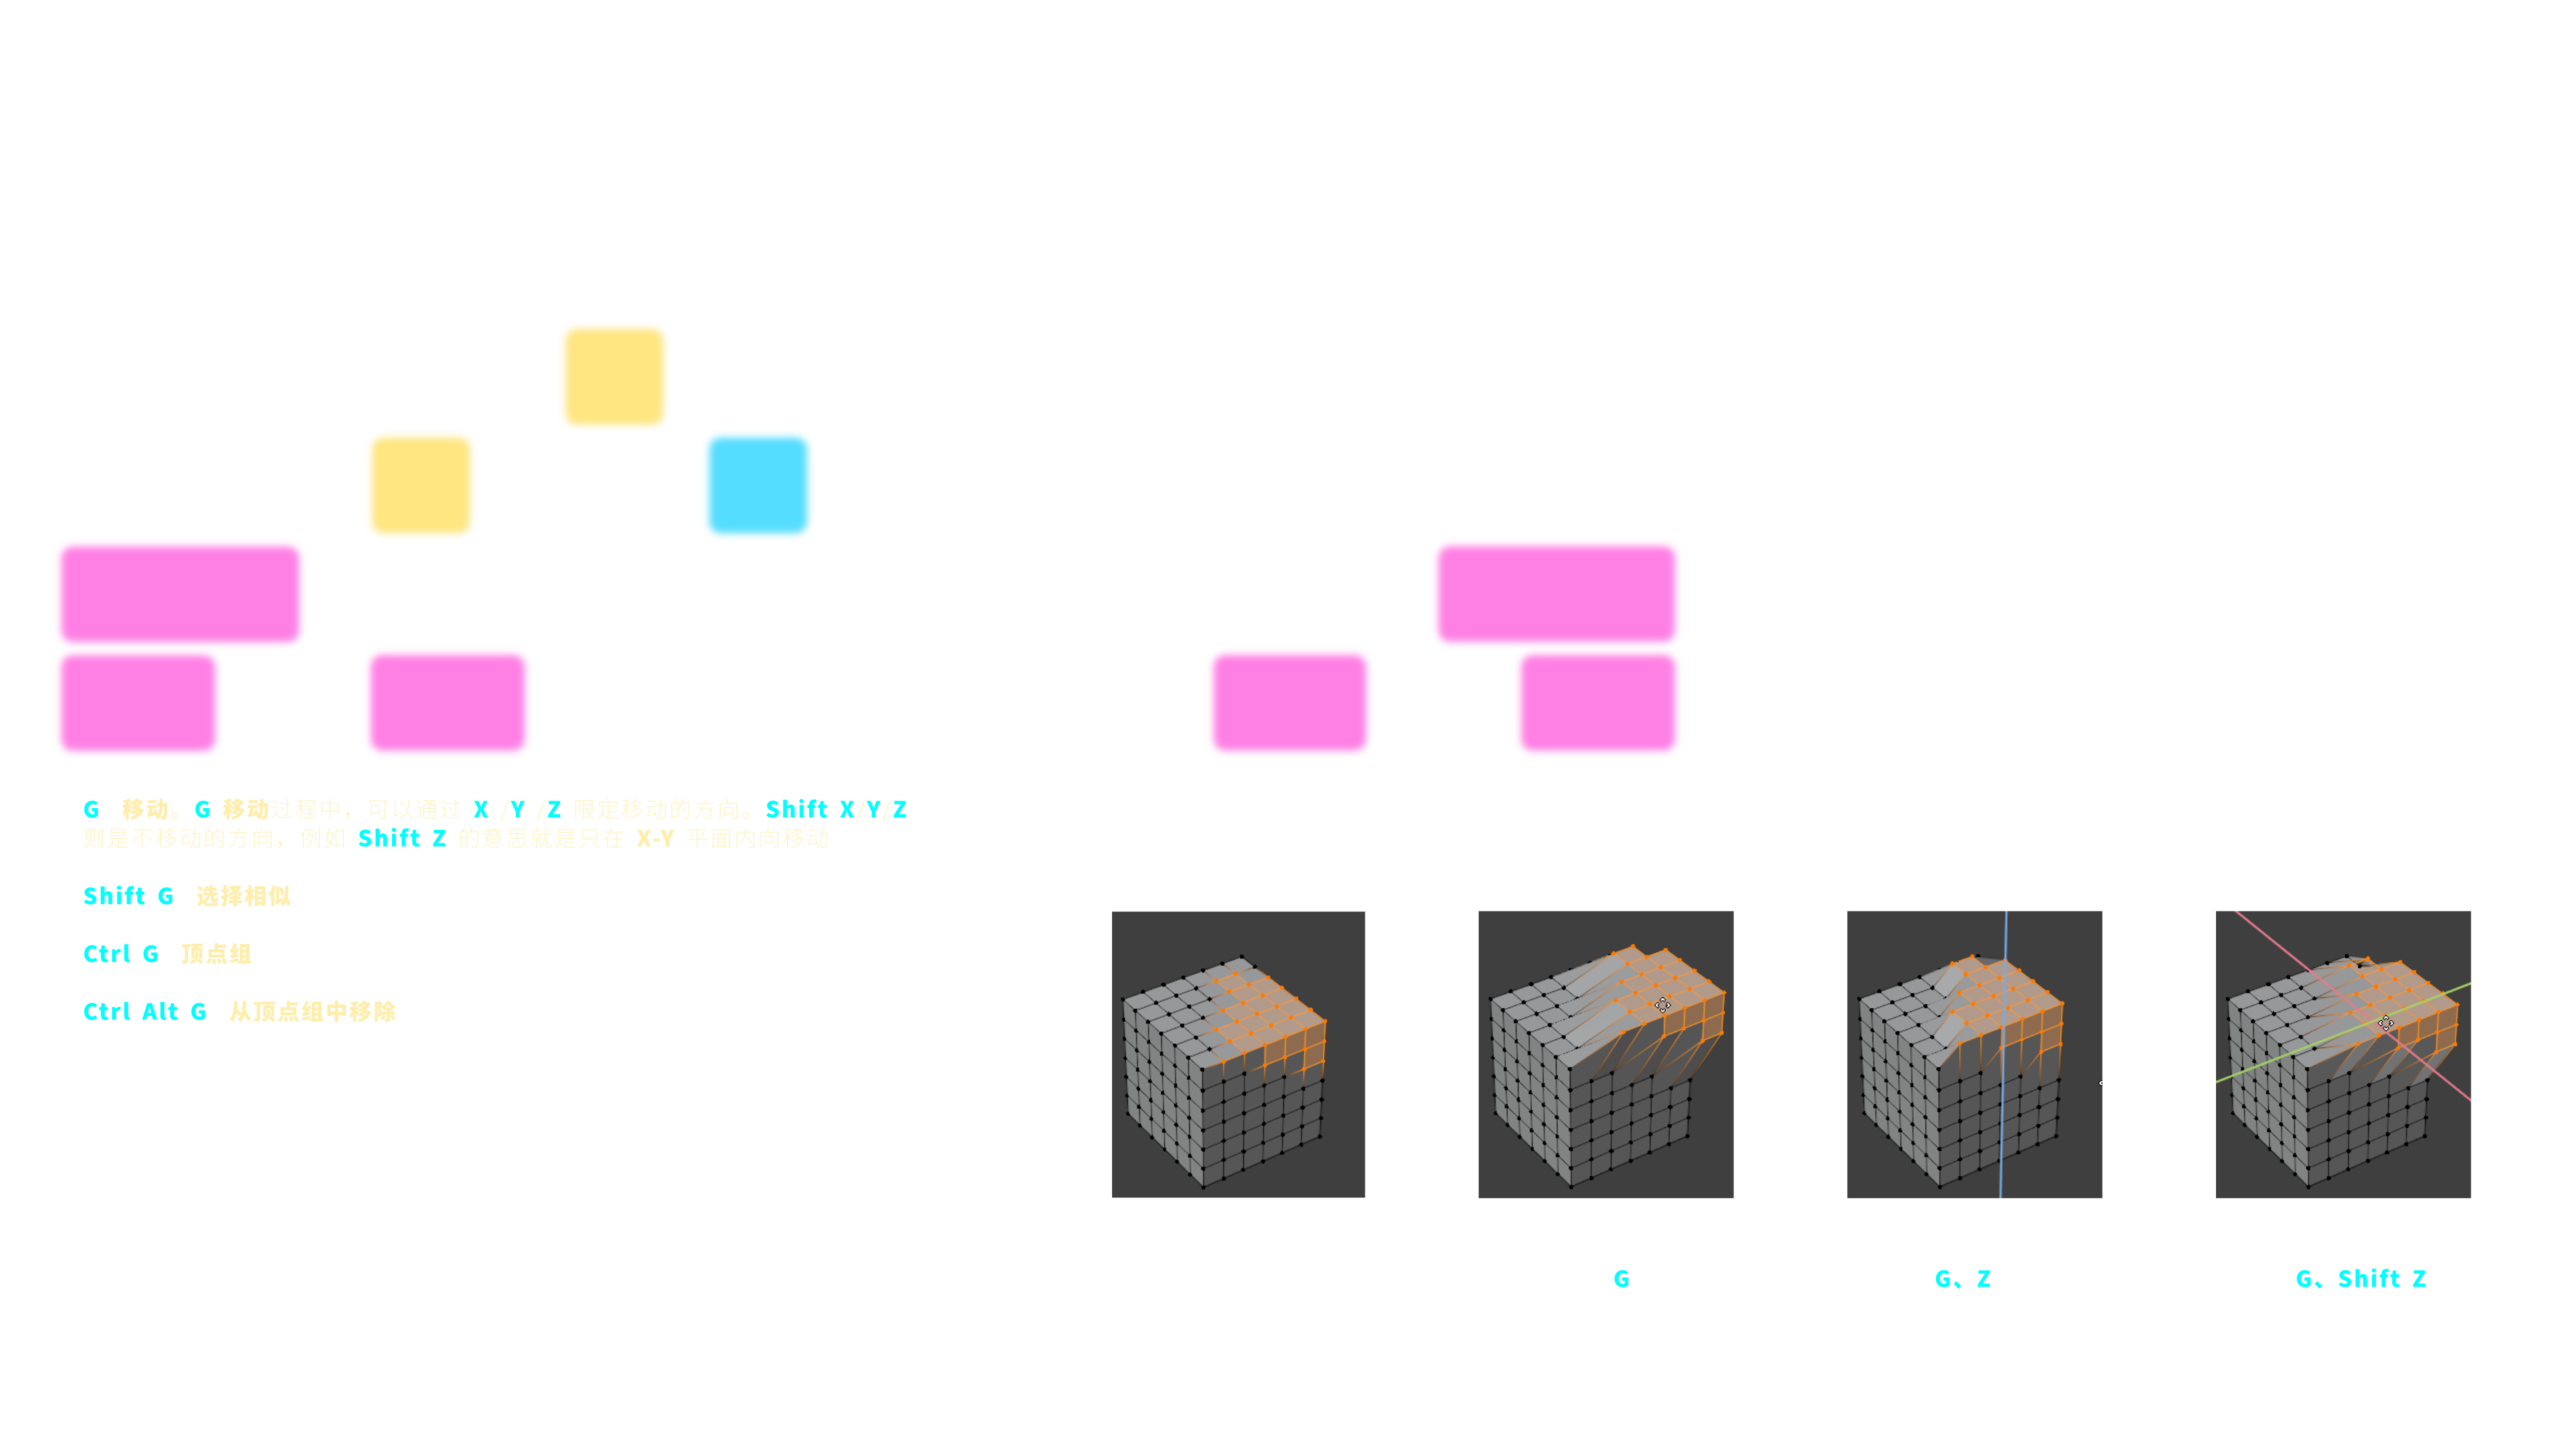 G 移动。G 移动过程中，可以通过 X /Y /Z 限定移动的方向。Shift X/Y/Z
则是不移动的方向，例如 Shift Z 的意思就是只在 X-Y 平面内向移动
Shift G 选择相似
Ctrl G 顶点组
Ctrl Alt G 从顶点组中移除
G
G、Z
G、Shift Z